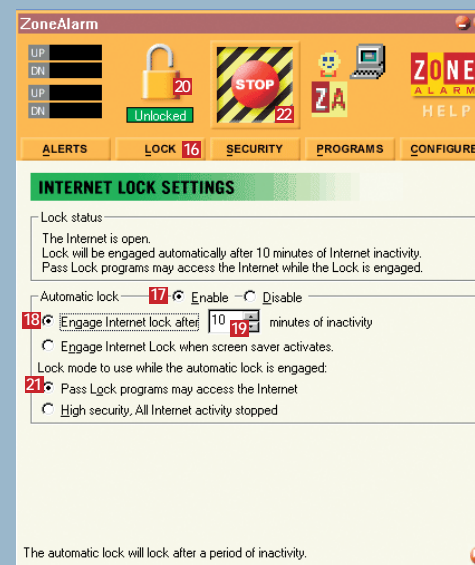 ZoneAlarm
UP
DN
UP
DN
20
Unlocked
STOP
22
ZA
ZONE
ALARM
HELP
ALERTS LOCK 16 SECURITY PROGRAMS CONFIGURE
INTERNET LOCK SETTINGS
Lock status
The Internet is open.
Lock will be engaged automatically after 10 minutes of Internet inactivity.
Pass Lock programs may access the Internet while the Lock is engaged.
Automatic lock 17 Enable Disable
18 Engage Internet lock after 10 19 minutes of inactivity
Engage Internet Lock when screen saver activates.
Lock mode to use while the automatic lock is engaged:
21 Pass Lock programs may access the Internet
High security, All Internet activity stopped
The automatic lock will lock after a period of inactivity.